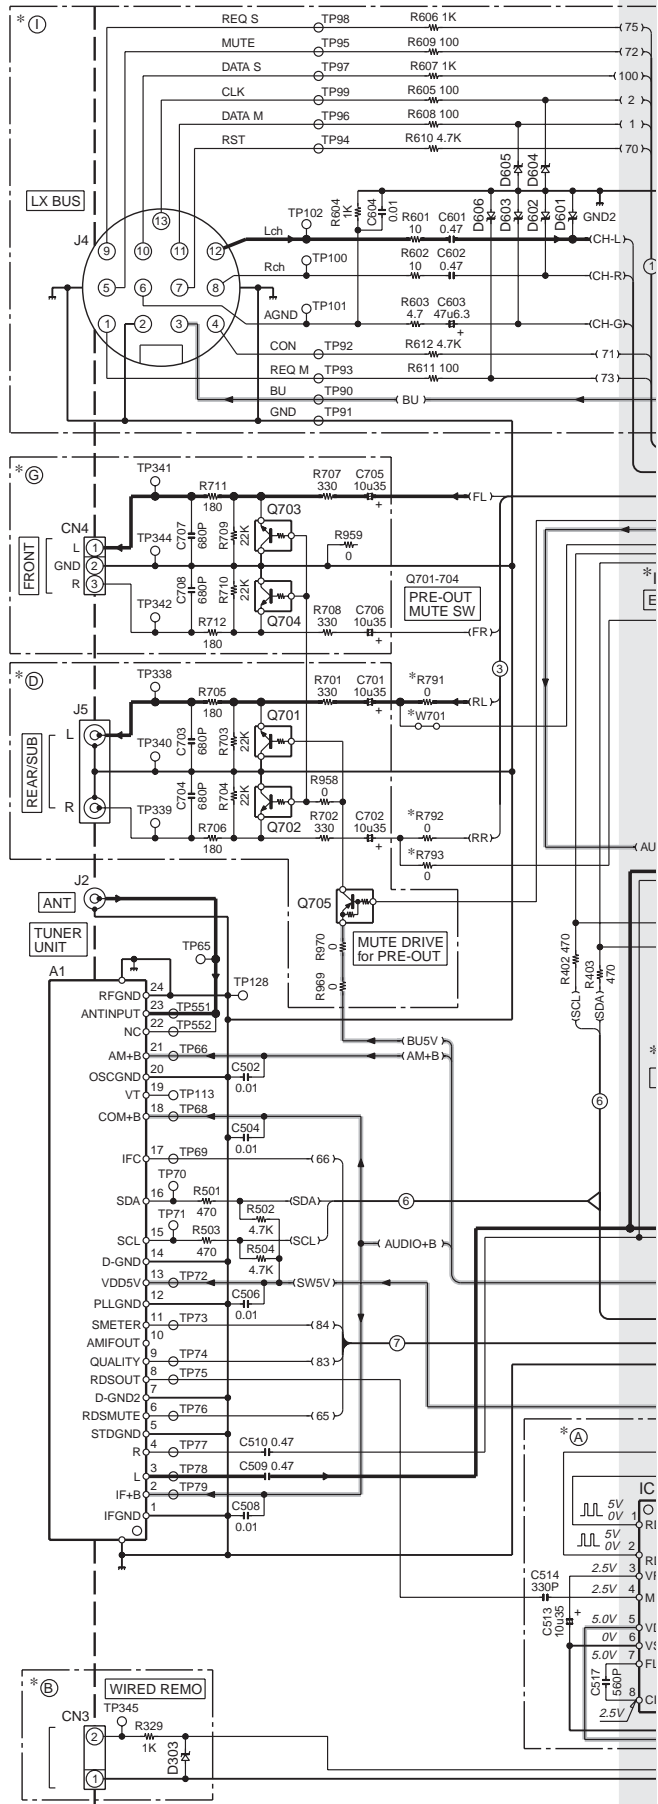 * I
REQ S TP98 R606 1K 75
MUTE TP95 R609 100 72
DATA S TP97 R607 1K 100
CLK TP99 R605 100 2
DATA M TP96 R608 100 1
RST TP94 R610 4.7K 70
LX BUS
J4
13
9 10 11 12
5 6 7 8
1 2 3 4
D605 D604
D606 D603 D602 D601
GND2
R604 1K
C604 0.01
Lch TP102 R601 10 C601 0.47 CH-L
Rch TP100 R602 10 C602 0.47 CH-R
1
AGND TP101 R603 4.7 C603 47u6.3 + CH-G
CON TP92 R612 4.7K 71
REQ M TP93 R611 100 73
BU TP90 BU
GND TP91
* G
TP341 R711 180 R707 330 C705 10u35 + FL
CN4
FRONT
L 1
GND 2
R 3
TP344
TP342
C707 680P
R709 22K
Q703
R959 0
C708 680P
R710 22K
Q704
Q701-704
PRE-OUT
MUTE SW
R712 180 R708 330 C706 10u35 + FR
3
* D
TP338 R705 180 R701 330 C701 10u35 + *R791 0 RL
*W701
J5
REAR/SUB
L
R
TP340
TP339
C703 680P
R703 22K
Q701
C704 680P
R704 22K
Q702
R958 0
R706 180 R702 330 C702 10u35 + *R792 0 RR
*R793 0
AU
J2
ANT
Q705
MUTE DRIVE
for PRE-OUT
R970 0
R969 0
R402 470
R403 470
SCL
SDA
TUNER
UNIT
A1
TP65
TP128
RFGND 24
ANTINPUT 23 TP551
NC 22 TP552
BU5V
AM+B 21 TP66 AM+B
OSCGND 20 C502 0.01
VT 19 TP113
COM+B 18 TP68
C504 0.01
6
IFC 17 TP69 66
TP70
SDA 16 R501 470 R502 4.7K SDA 6
TP71
SCL 15 R503 470 R504 4.7K SCL AUDIO+B
D-GND 14
VDD5V 13 TP72 SW5V
PLLGND 12 C506 0.01
SMETER 11 TP73 84
AMIFOUT 10
7
QUALITY 9 TP74 83
RDSOUT 8 TP75
D-GND2 7
RDSMUTE 6 TP76 65
STDGND 5
R 4 TP77 C510 0.47
L 3 TP78 C509 0.47
IF+B 2 TP79
IFGND 1 C508 0.01
* A
IC
5V
0V 1
5V
0V 2
2.5V 3
2.5V 4 M
5.0V 5
0V 6
5.0V 7
8
2.5V
C514 330P
C513 10u35 +
C517 560P
* B
WIRED REMO
TP345
CN3
2
1
R329 1K
D303